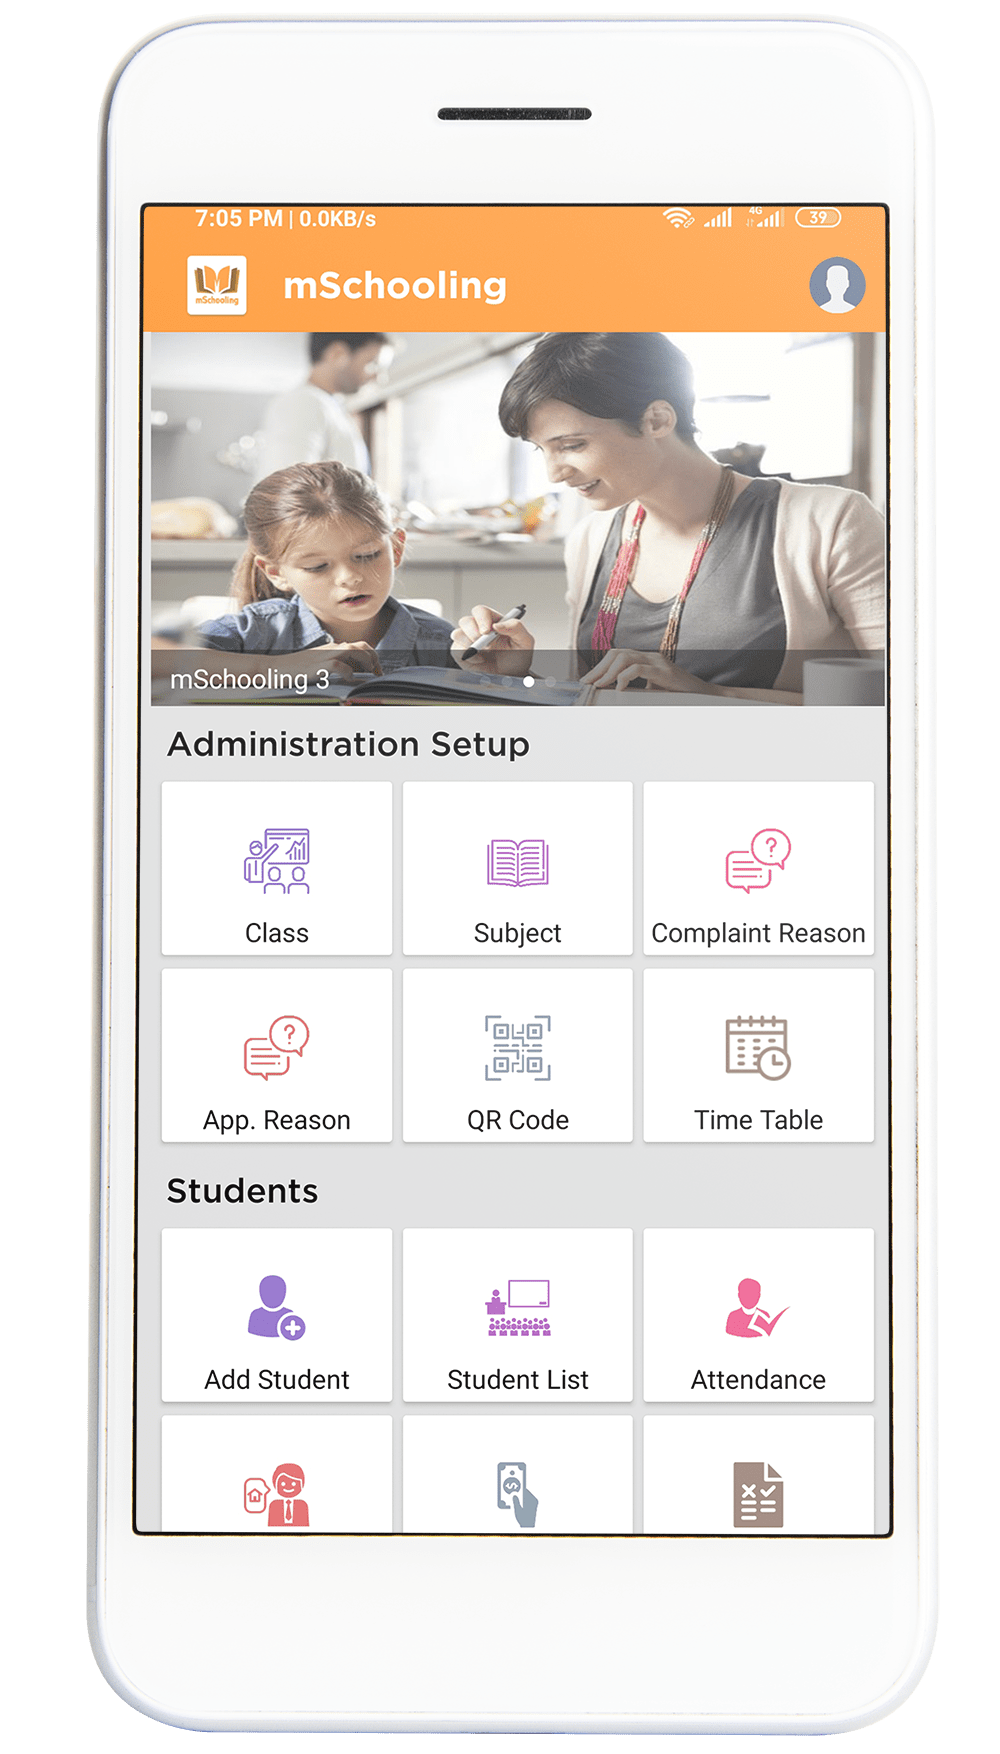 7:05 PM | 0.0KB/s 4G 39
mSchooling
mSchooling
mSchooling 3
Administration Setup
Class Subject Complaint Reason
App. Reason QR Code Time Table
Students
Add Student Student List Attendance